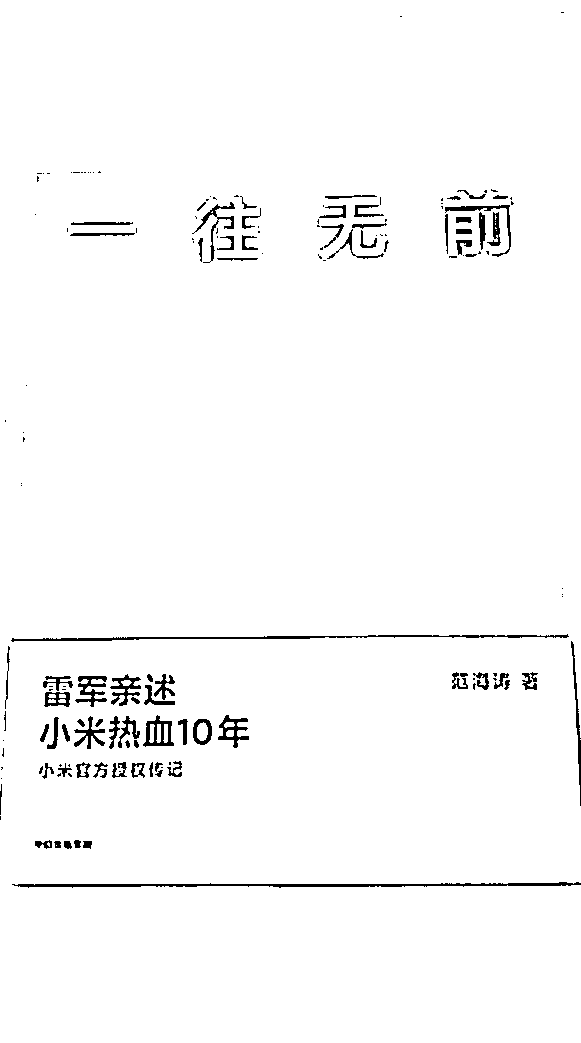 一往无前
雷军亲述
范海涛 著
小米热血10年
小米官方授权传记